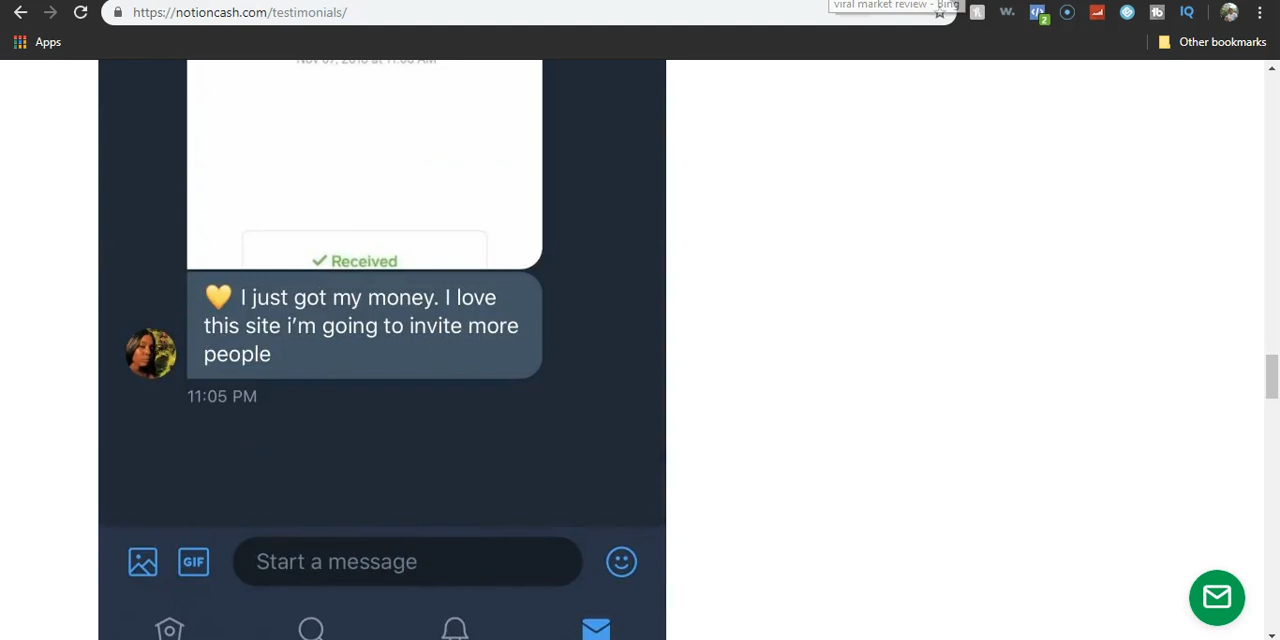 viral market review - Bing
https://notioncash.com/testimonials/
2
Apps
Other bookmarks
✓ Received
💛 I just got my money. I love
this site i’m going to invite more
people
11:05 PM
GIF
Start a message